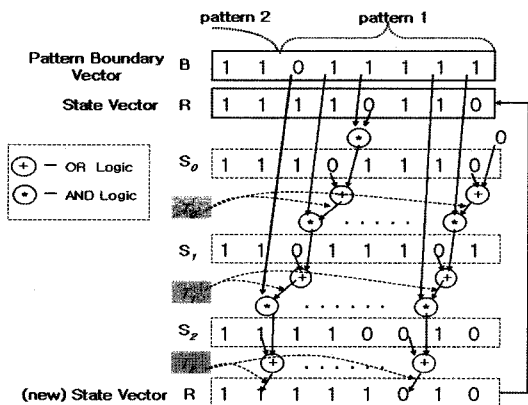 pattern 2 pattern 1
Pattern Boundary Vector B 1 1 0 1 1 1 1 1
State Vector R 1 1 1 1 0 1 1 0
* 0
S0 1 1 1 0 1 1 1 0
+ — OR Logic
* — AND Logic
+ +
* . . . . . . *
S1 1 1 0 1 1 1 0 1
+ +
* . . . . . . *
S2 1 1 1 1 0 0 1 0
+ . . . . . . +
(new) State Vector R 1 1 1 1 1 0 1 0